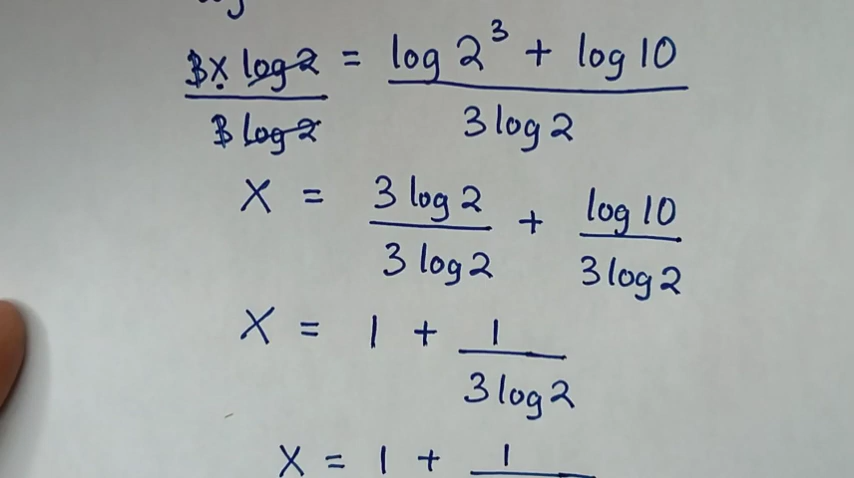 3x log 2 / 3 log 2 = log 2³ + log 10 / 3 log 2
x = 3 log 2 / 3 log 2 + log 10 / 3 log 2
x = 1 + 1 / 3 log 2
x = 1 + 1